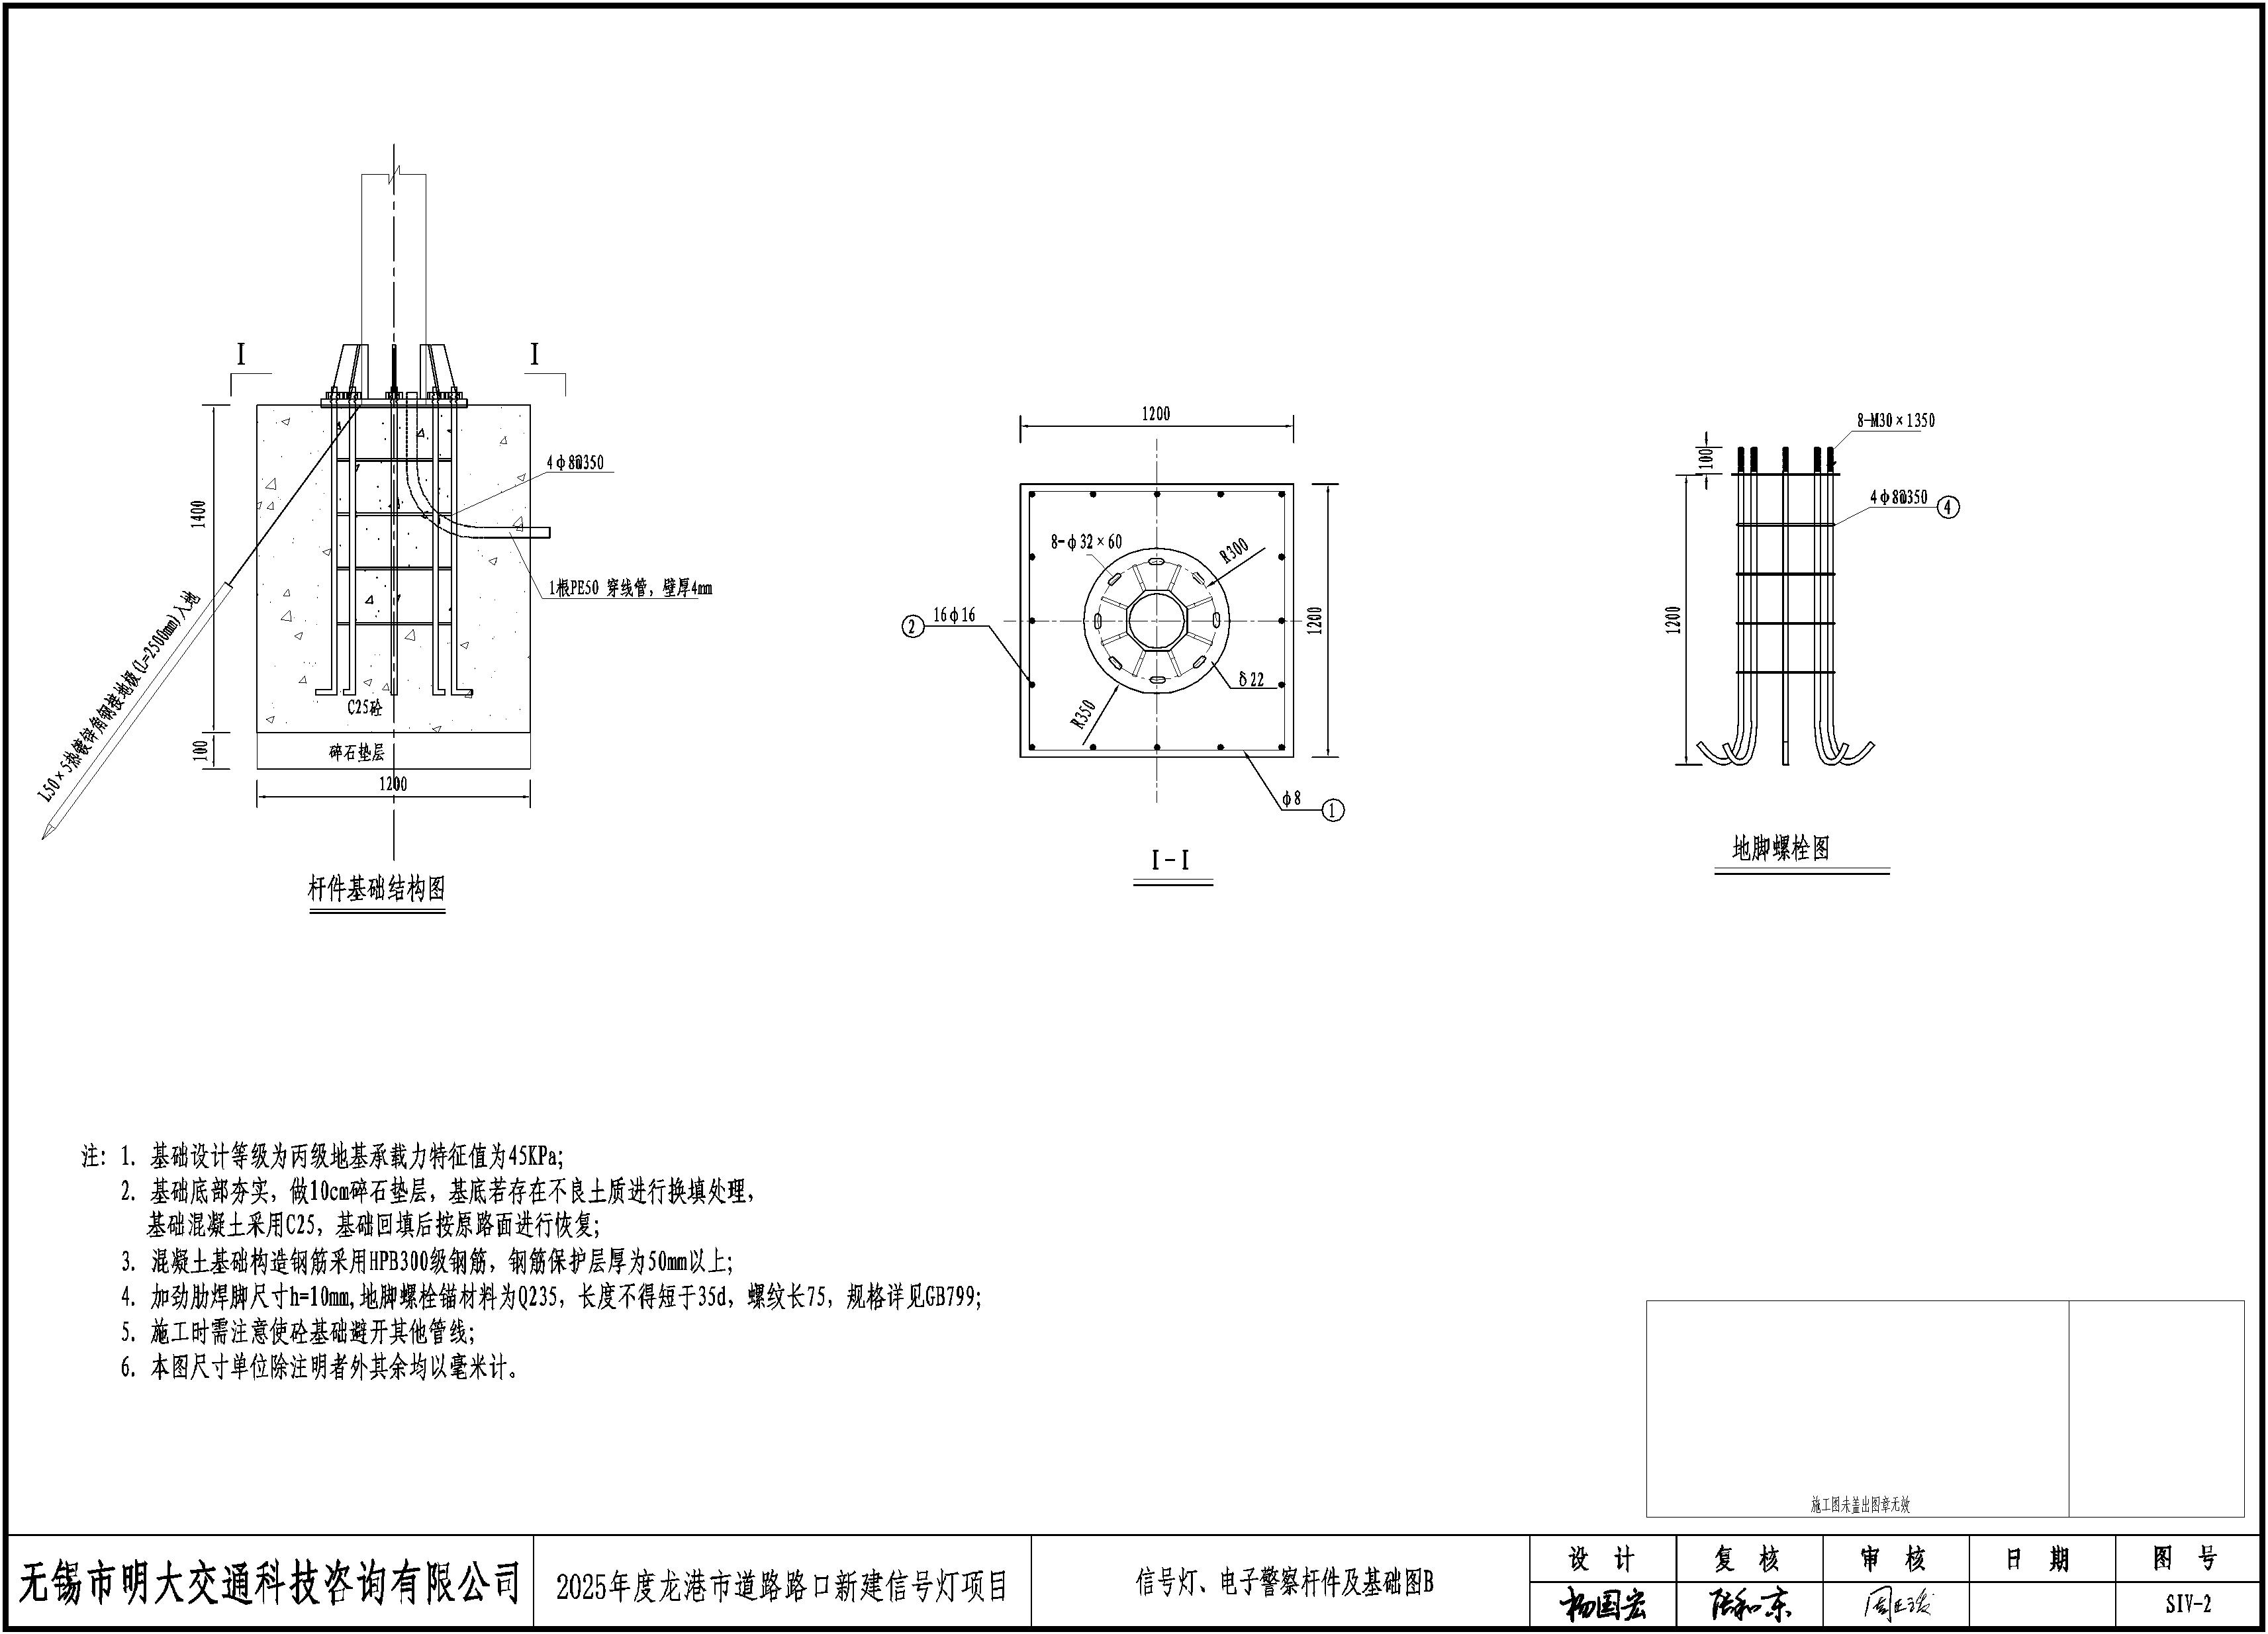 I
I
4ф8@350
1400
1根PE50 穿线管，壁厚4mm
L50×5热镀锌角钢接地极(L=2500mm)入地
C25砼
100
碎石垫层
1200
杆件基础结构图
1200
8-ф32×60
R300
1200
② 16ф16
δ22
R350
ф8 ①
I-I
8-M30×1350
100
4ф8@350 ④
1200
地脚螺栓图
注: 1. 基础设计等级为丙级地基承载力特征值为45KPa;
2. 基础底部夯实，做10cm碎石垫层，基底若存在不良土质进行换填处理，
基础混凝土采用C25，基础回填后按原路面进行恢复;
3. 混凝土基础构造钢筋采用HPB300级钢筋，钢筋保护层厚为50mm以上;
4. 加劲肋焊脚尺寸h=10mm,地脚螺栓锚材料为Q235，长度不得短于35d，螺纹长75，规格详见GB799;
5. 施工时需注意使砼基础避开其他管线;
6. 本图尺寸单位除注明者外其余均以毫米计。
施工图未盖出图章无效
无锡市明大交通科技咨询有限公司
2025年度龙港市道路路口新建信号灯项目
信号灯、电子警察杆件及基础图B
设 计 复 核 审 核 日 期 图 号
杨国宏 陆和东 SIV-2